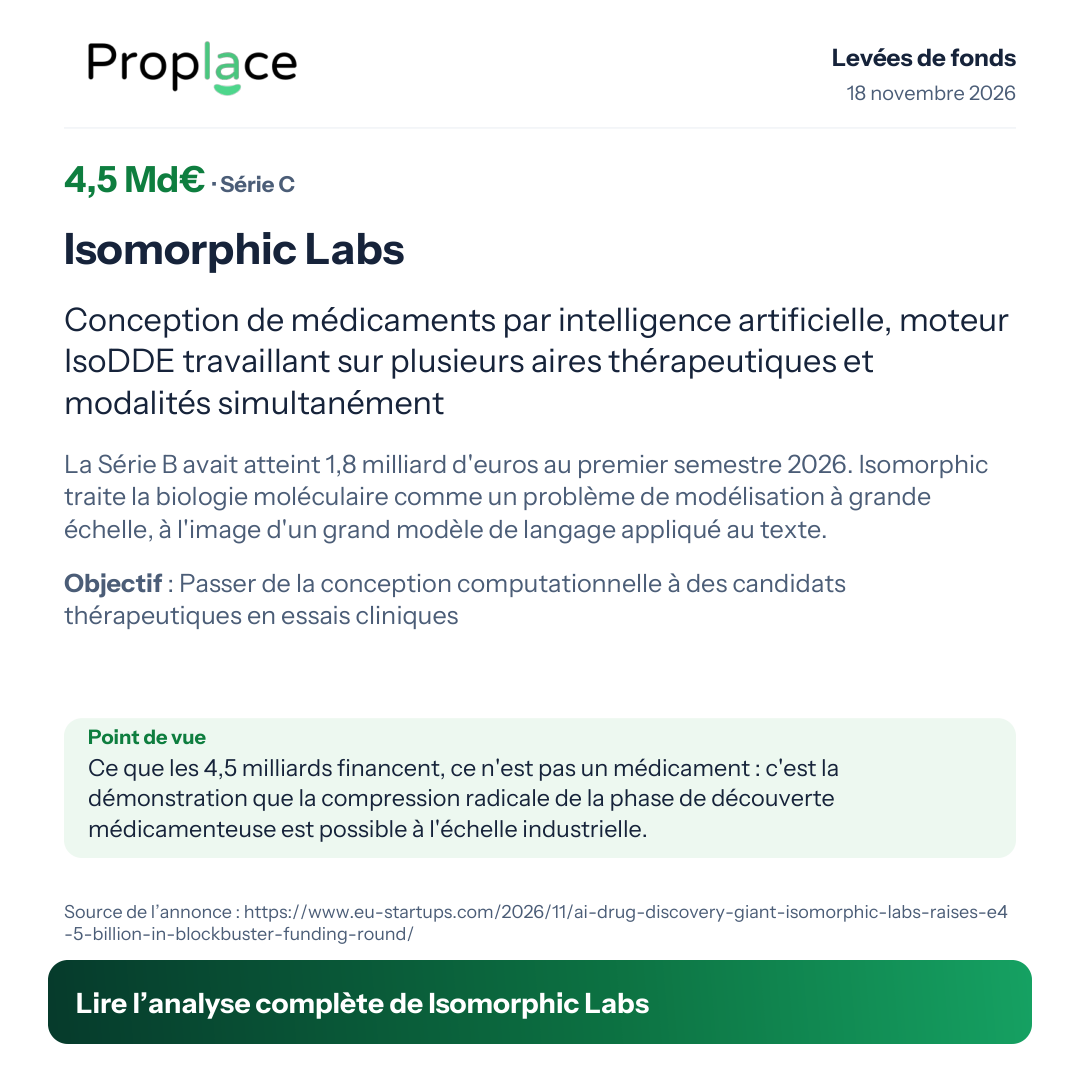 Proplace
Levées de fonds
18 novembre 2026
4,5 Md€ · Série C
Isomorphic Labs
Conception de médicaments par intelligence artificielle, moteur
IsoDDE travaillant sur plusieurs aires thérapeutiques et
modalités simultanément
La Série B avait atteint 1,8 milliard d'euros au premier semestre 2026. Isomorphic
traite la biologie moléculaire comme un problème de modélisation à grande
échelle, à l'image d'un grand modèle de langage appliqué au texte.
Objectif : Passer de la conception computationnelle à des candidats
thérapeutiques en essais cliniques
Point de vue
Ce que les 4,5 milliards financent, ce n'est pas un médicament : c'est la
démonstration que la compression radicale de la phase de découverte
médicamenteuse est possible à l'échelle industrielle.
Source de l’annonce : https://www.eu-startups.com/2026/11/ai-drug-discovery-giant-isomorphic-labs-raises-e4
-5-billion-in-blockbuster-funding-round/
Lire l’analyse complète de Isomorphic Labs